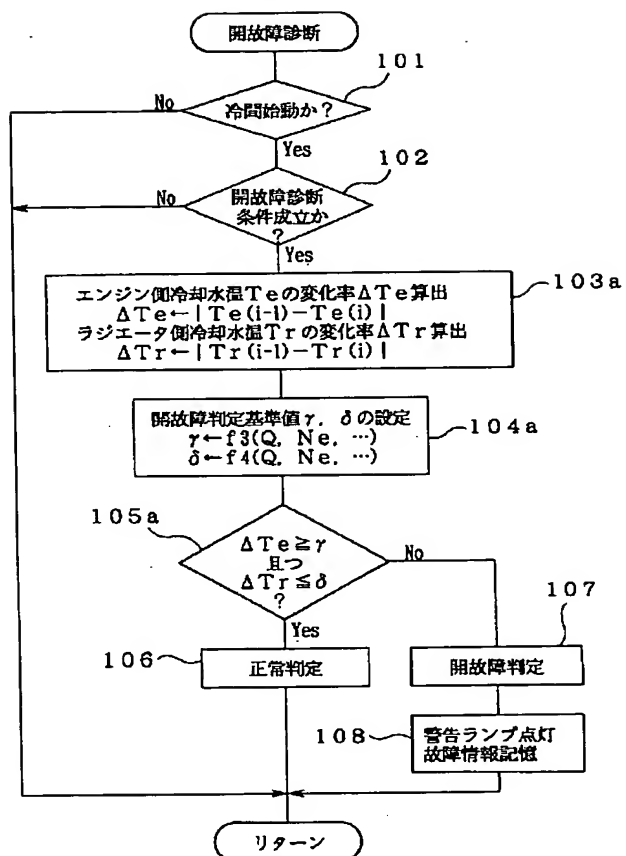 開故障診断
101
No
冷間始動か？
Yes
102
No
開故障診断
条件成立か
？
Yes
103a
エンジン側冷却水温Teの変化率ΔTe算出
ΔTe←|Te(i-1)−Te(i)|
ラジエータ側冷却水温Trの変化率ΔTr算出
ΔTr←|Tr(i-1)−Tr(i)|
開故障判定基準値γ，δの設定
γ←f3(Q, Ne, …)
δ←f4(Q, Ne, …)
104a
105a
ΔTe≧γ
且つ
ΔTr≦δ
？
No
Yes
107
106
正常判定
開故障判定
108
警告ランプ点灯
故障情報記憶
リターン